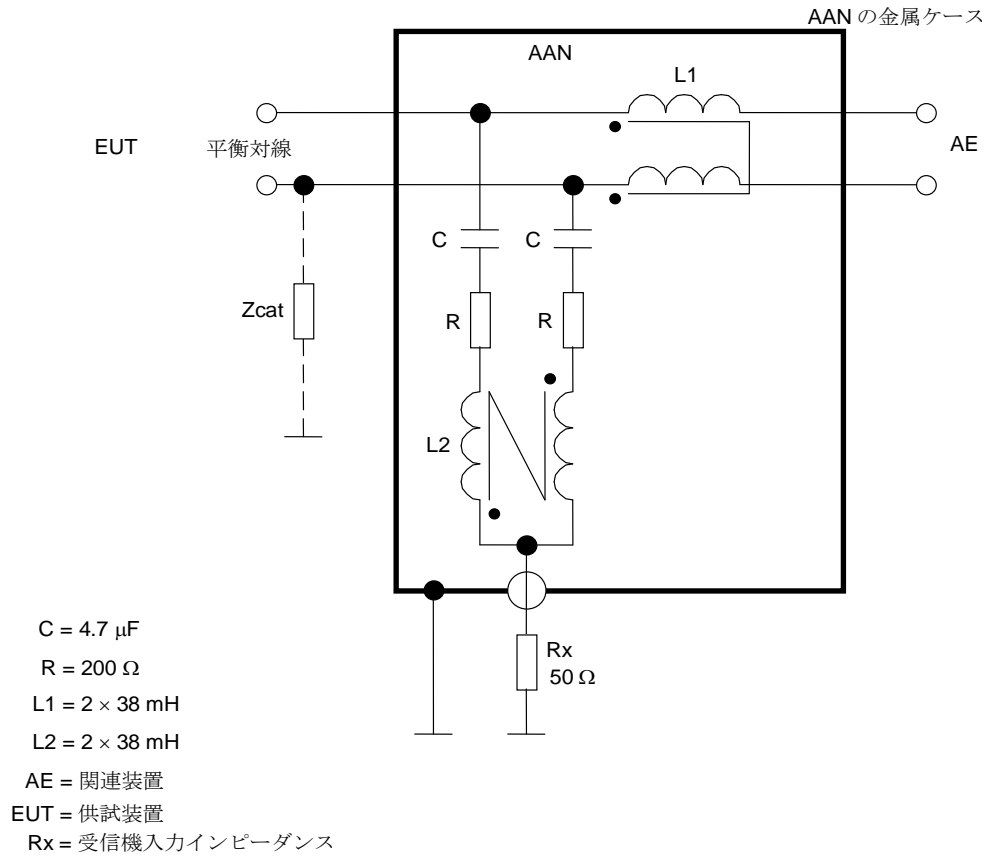 AAN の金属ケース
AAN
L1
EUT
平衡対線
AE
C
C
Zcat
R
R
L2
Rx
50 Ω
C = 4.7 μF
R = 200 Ω
L1 = 2 × 38 mH
L2 = 2 × 38 mH
AE = 関連装置
EUT = 供試装置
Rx = 受信機入力インピーダンス